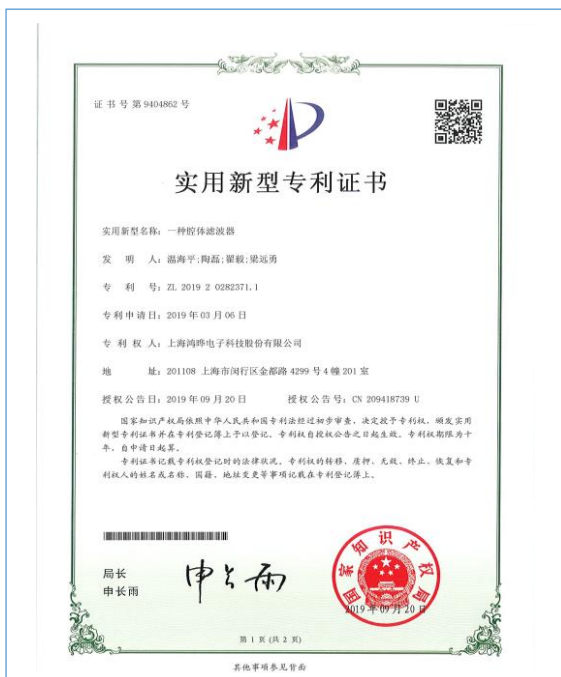 证书号第9404862号
实用新型专利证书
实用新型名称：一种腔体滤波器
发明人：温海平;陶磊;翟毅;梁远勇
专利号：ZL 2019 2 0282371.1
专利申请日：2019年03月06日
专利权人：上海鸿晔电子科技股份有限公司
地址：201108 上海市闵行区金都路4299号4幢201室
授权公告日：2019年09月20日 授权公告号：CN 209418739 U
国家知识产权局依照中华人民共和国专利法经过初步审查，决定授予专利权，颁发实用
新型专利证书并在专利登记簿上予以登记。专利权自授权公告之日起生效。专利权期限为十
年，自申请日起算。
专利证书记载专利权登记时的法律状况。专利权的转移、质押、无效、终止、恢复和专
利权人的姓名或名称、国籍、地址变更等事项记载在专利登记簿上。
局长
申长雨
申长雨
国家知识产权局
2019年09月20日
第1页(共2页)
其他事项参见背面